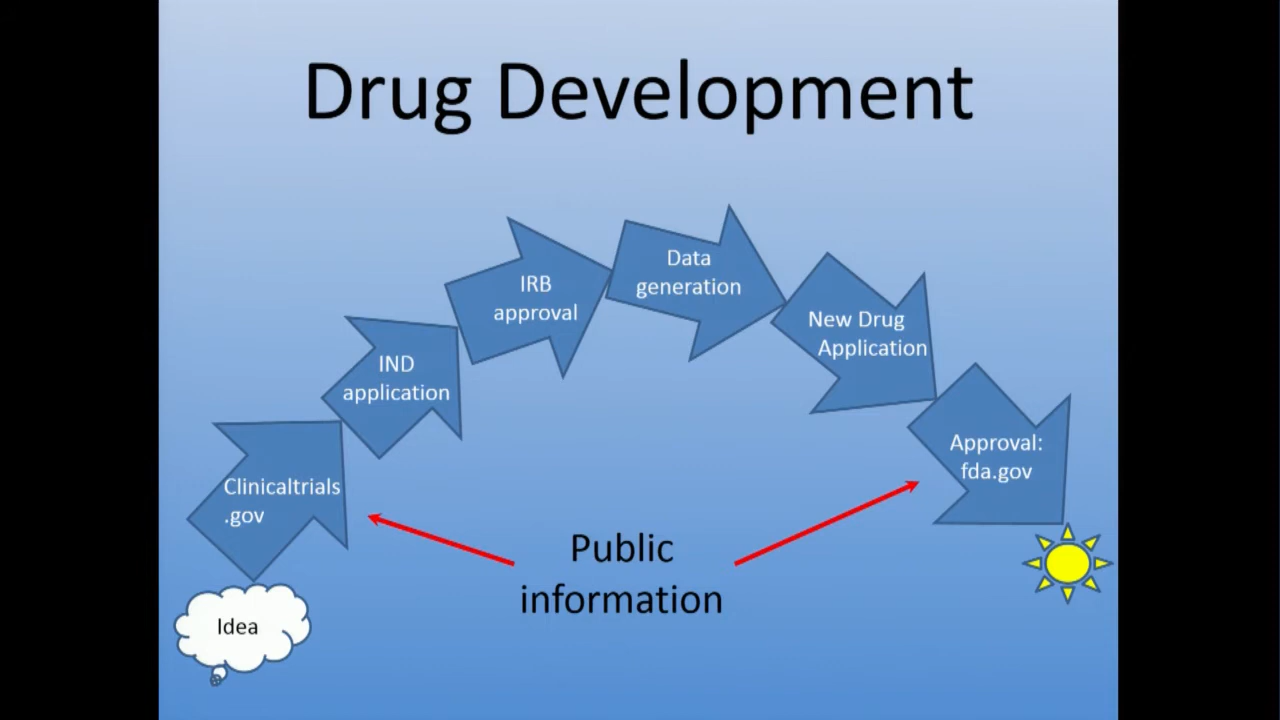 Drug Development
Idea
Clinicaltrials
.gov
IND
application
IRB
approval
Data
generation
New Drug
Application
Approval:
fda.gov
Public
information